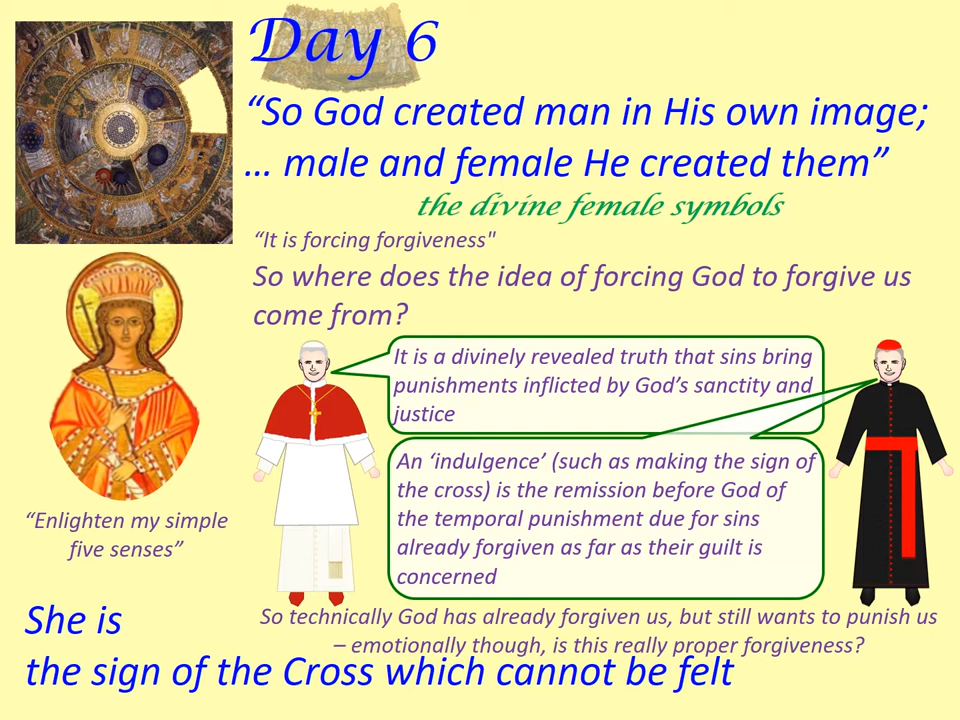 Day 6
“So God created man in His own image;
... male and female He created them”
the divine female symbols
“It is forcing forgiveness"
So where does the idea of forcing God to forgive us
come from?
It is a divinely revealed truth that sins bring
punishments inflicted by God’s sanctity and
justice
An ‘indulgence’ (such as making the sign of
the cross) is the remission before God of
the temporal punishment due for sins
already forgiven as far as their guilt is
concerned
“Enlighten my simple
five senses”
So technically God has already forgiven us, but still wants to punish us
– emotionally though, is this really proper forgiveness?
She is
the sign of the Cross which cannot be felt